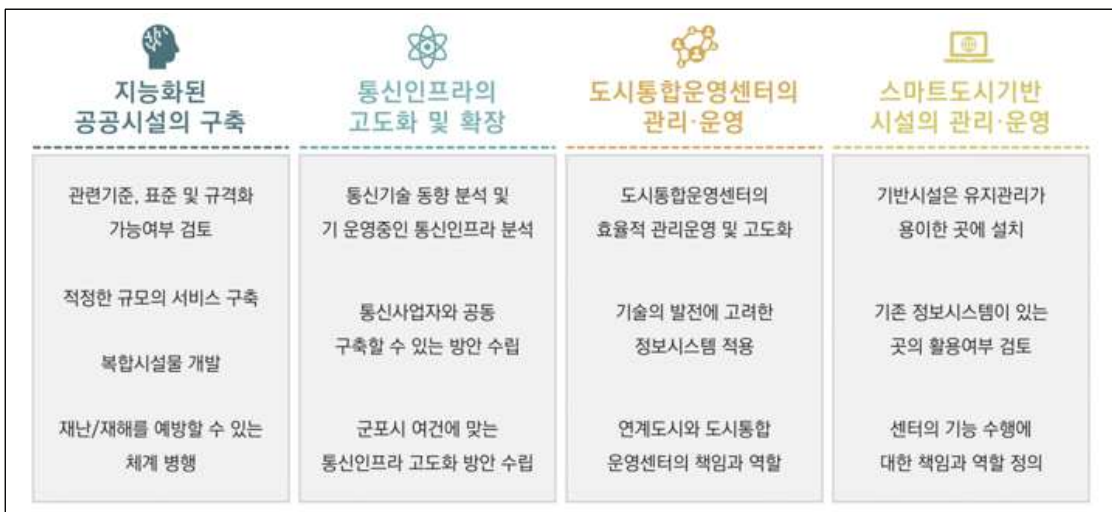 지능화된
공공시설의 구축
관련기준, 표준 및 규격화
가능여부 검토
적정한 규모의 서비스 구축
복합시설물 개발
재난/재해를 예방할 수 있는
체계 병행
통신인프라의
고도화 및 확장
통신기술 동향 분석 및
기 운영중인 통신인프라 분석
통신사업자와 공동
구축할 수 있는 방안 수립
군포시 여건에 맞는
통신인프라 고도화 방안 수립
도시통합운영센터의
관리·운영
도시통합운영센터의
효율적 관리운영 및 고도화
기술의 발전에 고려한
정보시스템 적용
연계도시와 도시통합
운영센터의 책임과 역할
스마트도시기반
시설의 관리·운영
기반시설은 유지관리가
용이한 곳에 설치
기존 정보시스템이 있는
곳의 활용여부 검토
센터의 기능 수행에
대한 책임과 역할 정의